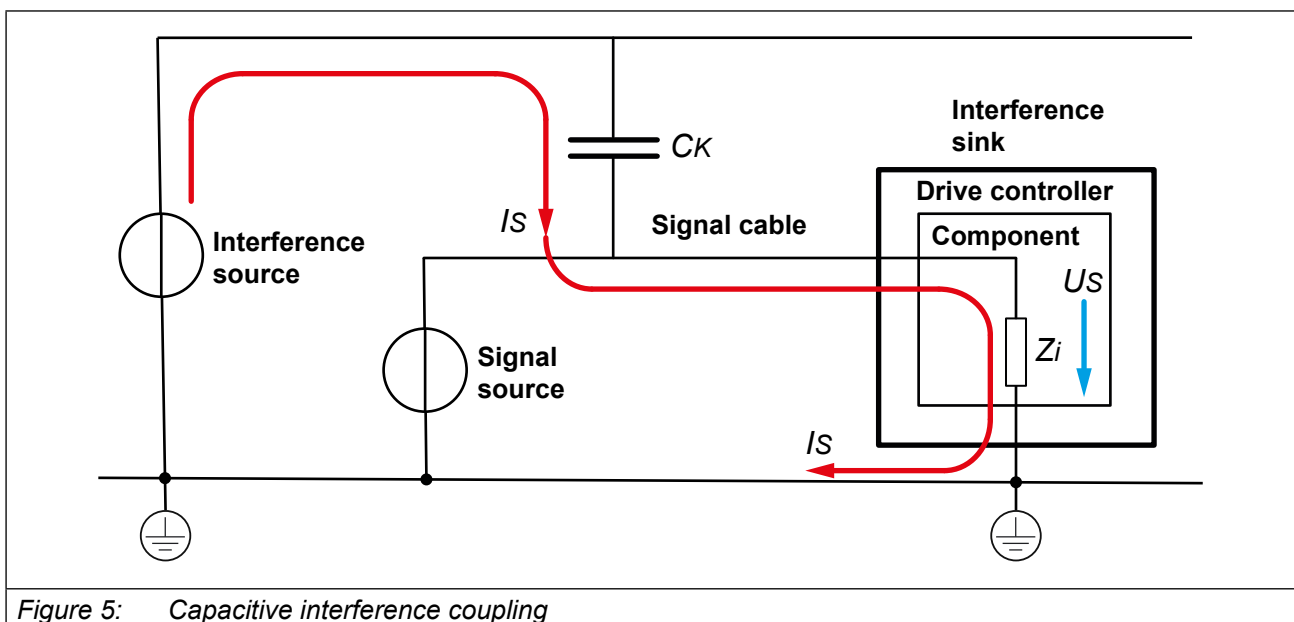 Interference
sink
CK
Drive controller
IS
Signal cable
Component
Interference
source
US
Signal
source
Zi
IS
Figure 5: Capacitive interference coupling